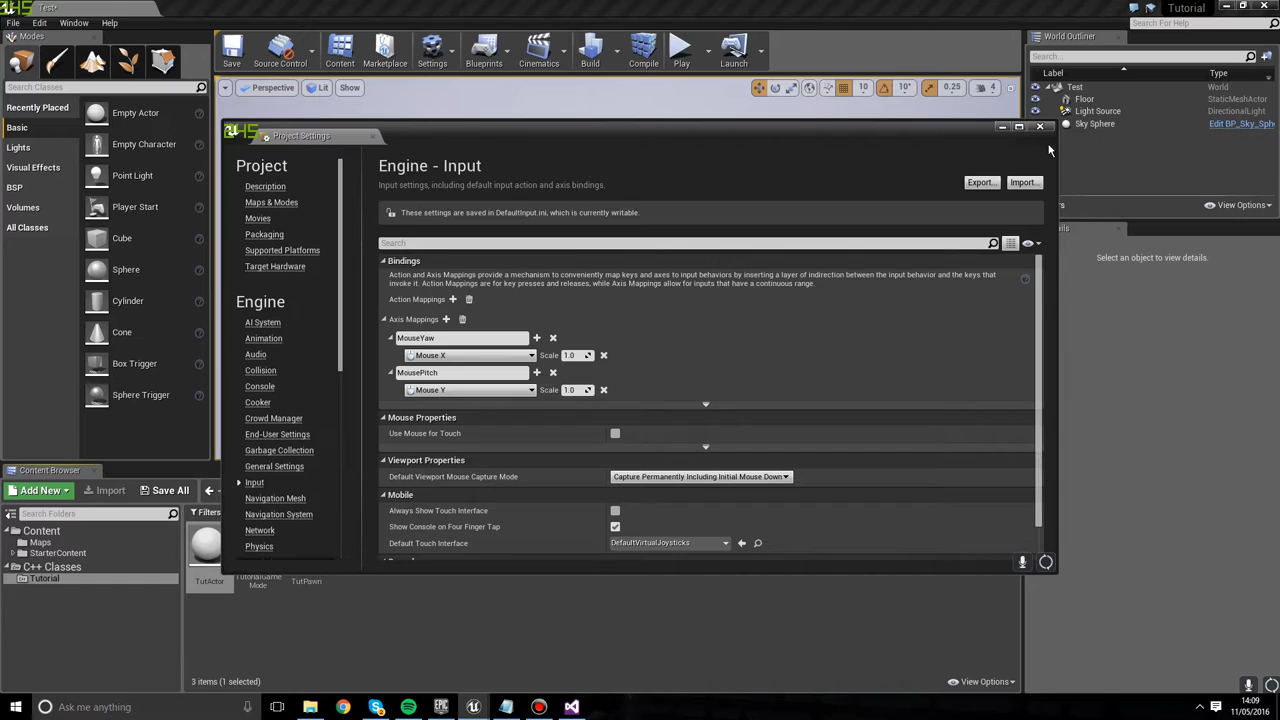 Test*
Tutorial
File Edit Window Help
Search For Help
Modes
World Outliner
Search Classes
Save Source Control Content Marketplace Settings Blueprints Cinematics Build Compile Play Launch
Search...
Label Type
Recently Placed
Basic
Lights
Visual Effects
BSP
Volumes
All Classes
Empty Actor
Empty Character
Point Light
Player Start
Cube
Sphere
Cylinder
Cone
Box Trigger
Sphere Trigger
Perspective Lit Show
10 10° 0.25 4
Test World
Floor StaticMeshActor
Light Source DirectionalLight
Sky Sphere Edit BP_Sky_Sph
View Options
Select an object to view details.
245
Project Settings
Project
Description
Maps & Modes
Movies
Packaging
Supported Platforms
Target Hardware
Engine
AI System
Animation
Audio
Collision
Console
Cooker
Crowd Manager
End-User Settings
Garbage Collection
General Settings
Input
Navigation Mesh
Navigation System
Network
Physics
Engine - Input
Input settings, including default input action and axis bindings.
Export... Import...
These settings are saved in DefaultInput.ini, which is currently writable.
Search
Bindings
Action and Axis Mappings provide a mechanism to conveniently map keys and axes to input behaviors by inserting a layer of indirection between the input behavior and the keys that
invoke it. Action Mappings are for key presses and releases, while Axis Mappings allow for inputs that have a continuous range.
Action Mappings
Axis Mappings
MouseYaw
Mouse X Scale 1.0
MousePitch
Mouse Y Scale 1.0
Mouse Properties
Use Mouse for Touch
Viewport Properties
Default Viewport Mouse Capture Mode Capture Permanently Including Initial Mouse Down
Mobile
Always Show Touch Interface
Show Console on Four Finger Tap
Default Touch Interface DefaultVirtualJoysticks
Content Browser
Add New Import Save All
Search Folders
Filters
Content
Maps
StarterContent
C++ Classes
Tutorial
TutActor
TutorialGame
Mode
TutPawn
3 items (1 selected)
View Options
Ask me anything
EPIC
14:09
11/05/2016